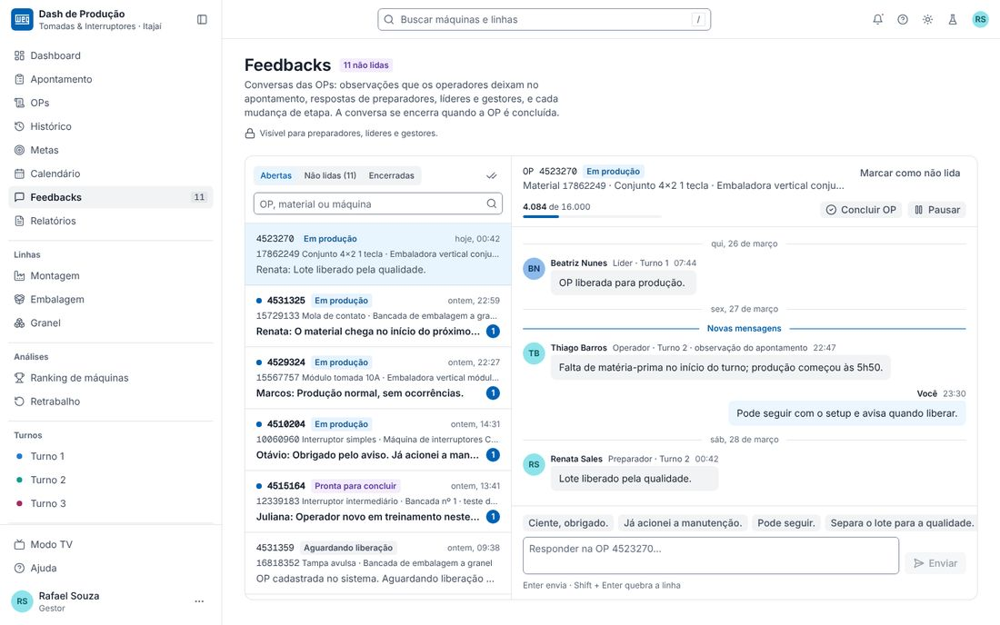 weg
Dash de Produção
Tomadas & Interruptores · Itajaí
Dashboard
Apontamento
OPs
Histórico
Metas
Calendário
Feedbacks 11
Relatórios
Linhas
Montagem
Embalagem
Granel
Análises
Ranking de máquinas
Retrabalho
Turnos
Turno 1
Turno 2
Turno 3
Modo TV
Ajuda
RS Rafael Souza
Gestor
Buscar máquinas e linhas /
RS
Feedbacks 11 não lidas
Conversas das OPs: observações que os operadores deixam no
apontamento, respostas de preparadores, líderes e gestores, e cada
mudança de etapa. A conversa se encerra quando a OP é concluída.
Visível para preparadores, líderes e gestores.
Abertas Não lidas (11) Encerradas
OP, material ou máquina
4523270 Em produção hoje, 00:42
17862249 Conjunto 4×2 1 tecla · Embaladora vertical conju...
Renata: Lote liberado pela qualidade.
4531325 Em produção ontem, 22:59
15729133 Mola de contato · Bancada de embalagem a gra...
Renata: O material chega no início do próximo... 1
4529324 Em produção ontem, 22:27
15567757 Módulo tomada 10A · Embaladora vertical módul...
Marcos: Produção normal, sem ocorrências. 1
4510204 Em produção ontem, 14:31
10060960 Interruptor simples · Máquina de interruptores C...
Otávio: Obrigado pelo aviso. Já acionei a man... 1
4515164 Pronta para concluir ontem, 13:41
12339183 Interruptor intermediário · Bancada nº 1 · teste d...
Juliana: Operador novo em treinamento neste... 1
4531359 Aguardando liberação ontem, 09:38
16818352 Tampa avulsa · Bancada de embalagem a granel
OP cadastrada no sistema. Aguardando liberação ...
OP 4523270 Em produção Marcar como não lida
Material 17862249 · Conjunto 4×2 1 tecla · Embaladora vertical conju...
4.084 de 16.000 Concluir OP Pausar
qui, 26 de março
BN Beatriz Nunes Líder · Turno 1 07:44
OP liberada para produção.
sex, 27 de março
Novas mensagens
TB Thiago Barros Operador · Turno 2 · observação do apontamento 22:47
Falta de matéria-prima no início do turno; produção começou às 5h50.
Você 23:30
Pode seguir com o setup e avisa quando liberar.
sáb, 28 de março
RS Renata Sales Preparador · Turno 2 00:42
Lote liberado pela qualidade.
Ciente, obrigado. Já acionei a manutenção. Pode seguir. Separa o lote para a qualidade.
Responder na OP 4523270...
Enviar
Enter envia · Shift + Enter quebra a linha